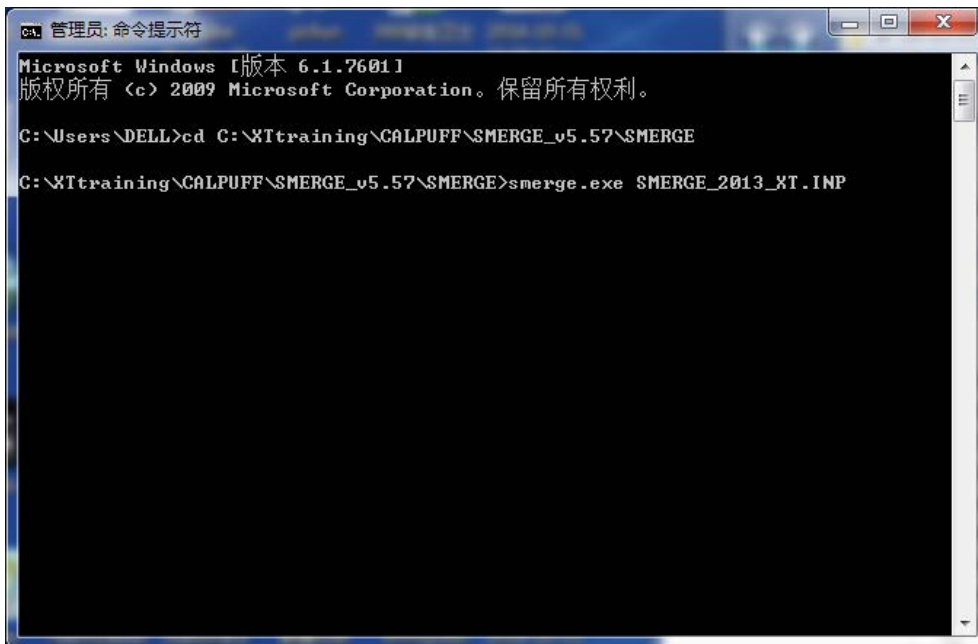 管理员: 命令提示符
Microsoft Windows [版本 6.1.7601]
版权所有 (c) 2009 Microsoft Corporation。保留所有权利。
C:\Users\DELL>cd C:\XTtraining\CALPUFF\SMERGE_v5.57\SMERGE
C:\XTtraining\CALPUFF\SMERGE_v5.57\SMERGE>smerge.exe SMERGE_2013_XT.INP